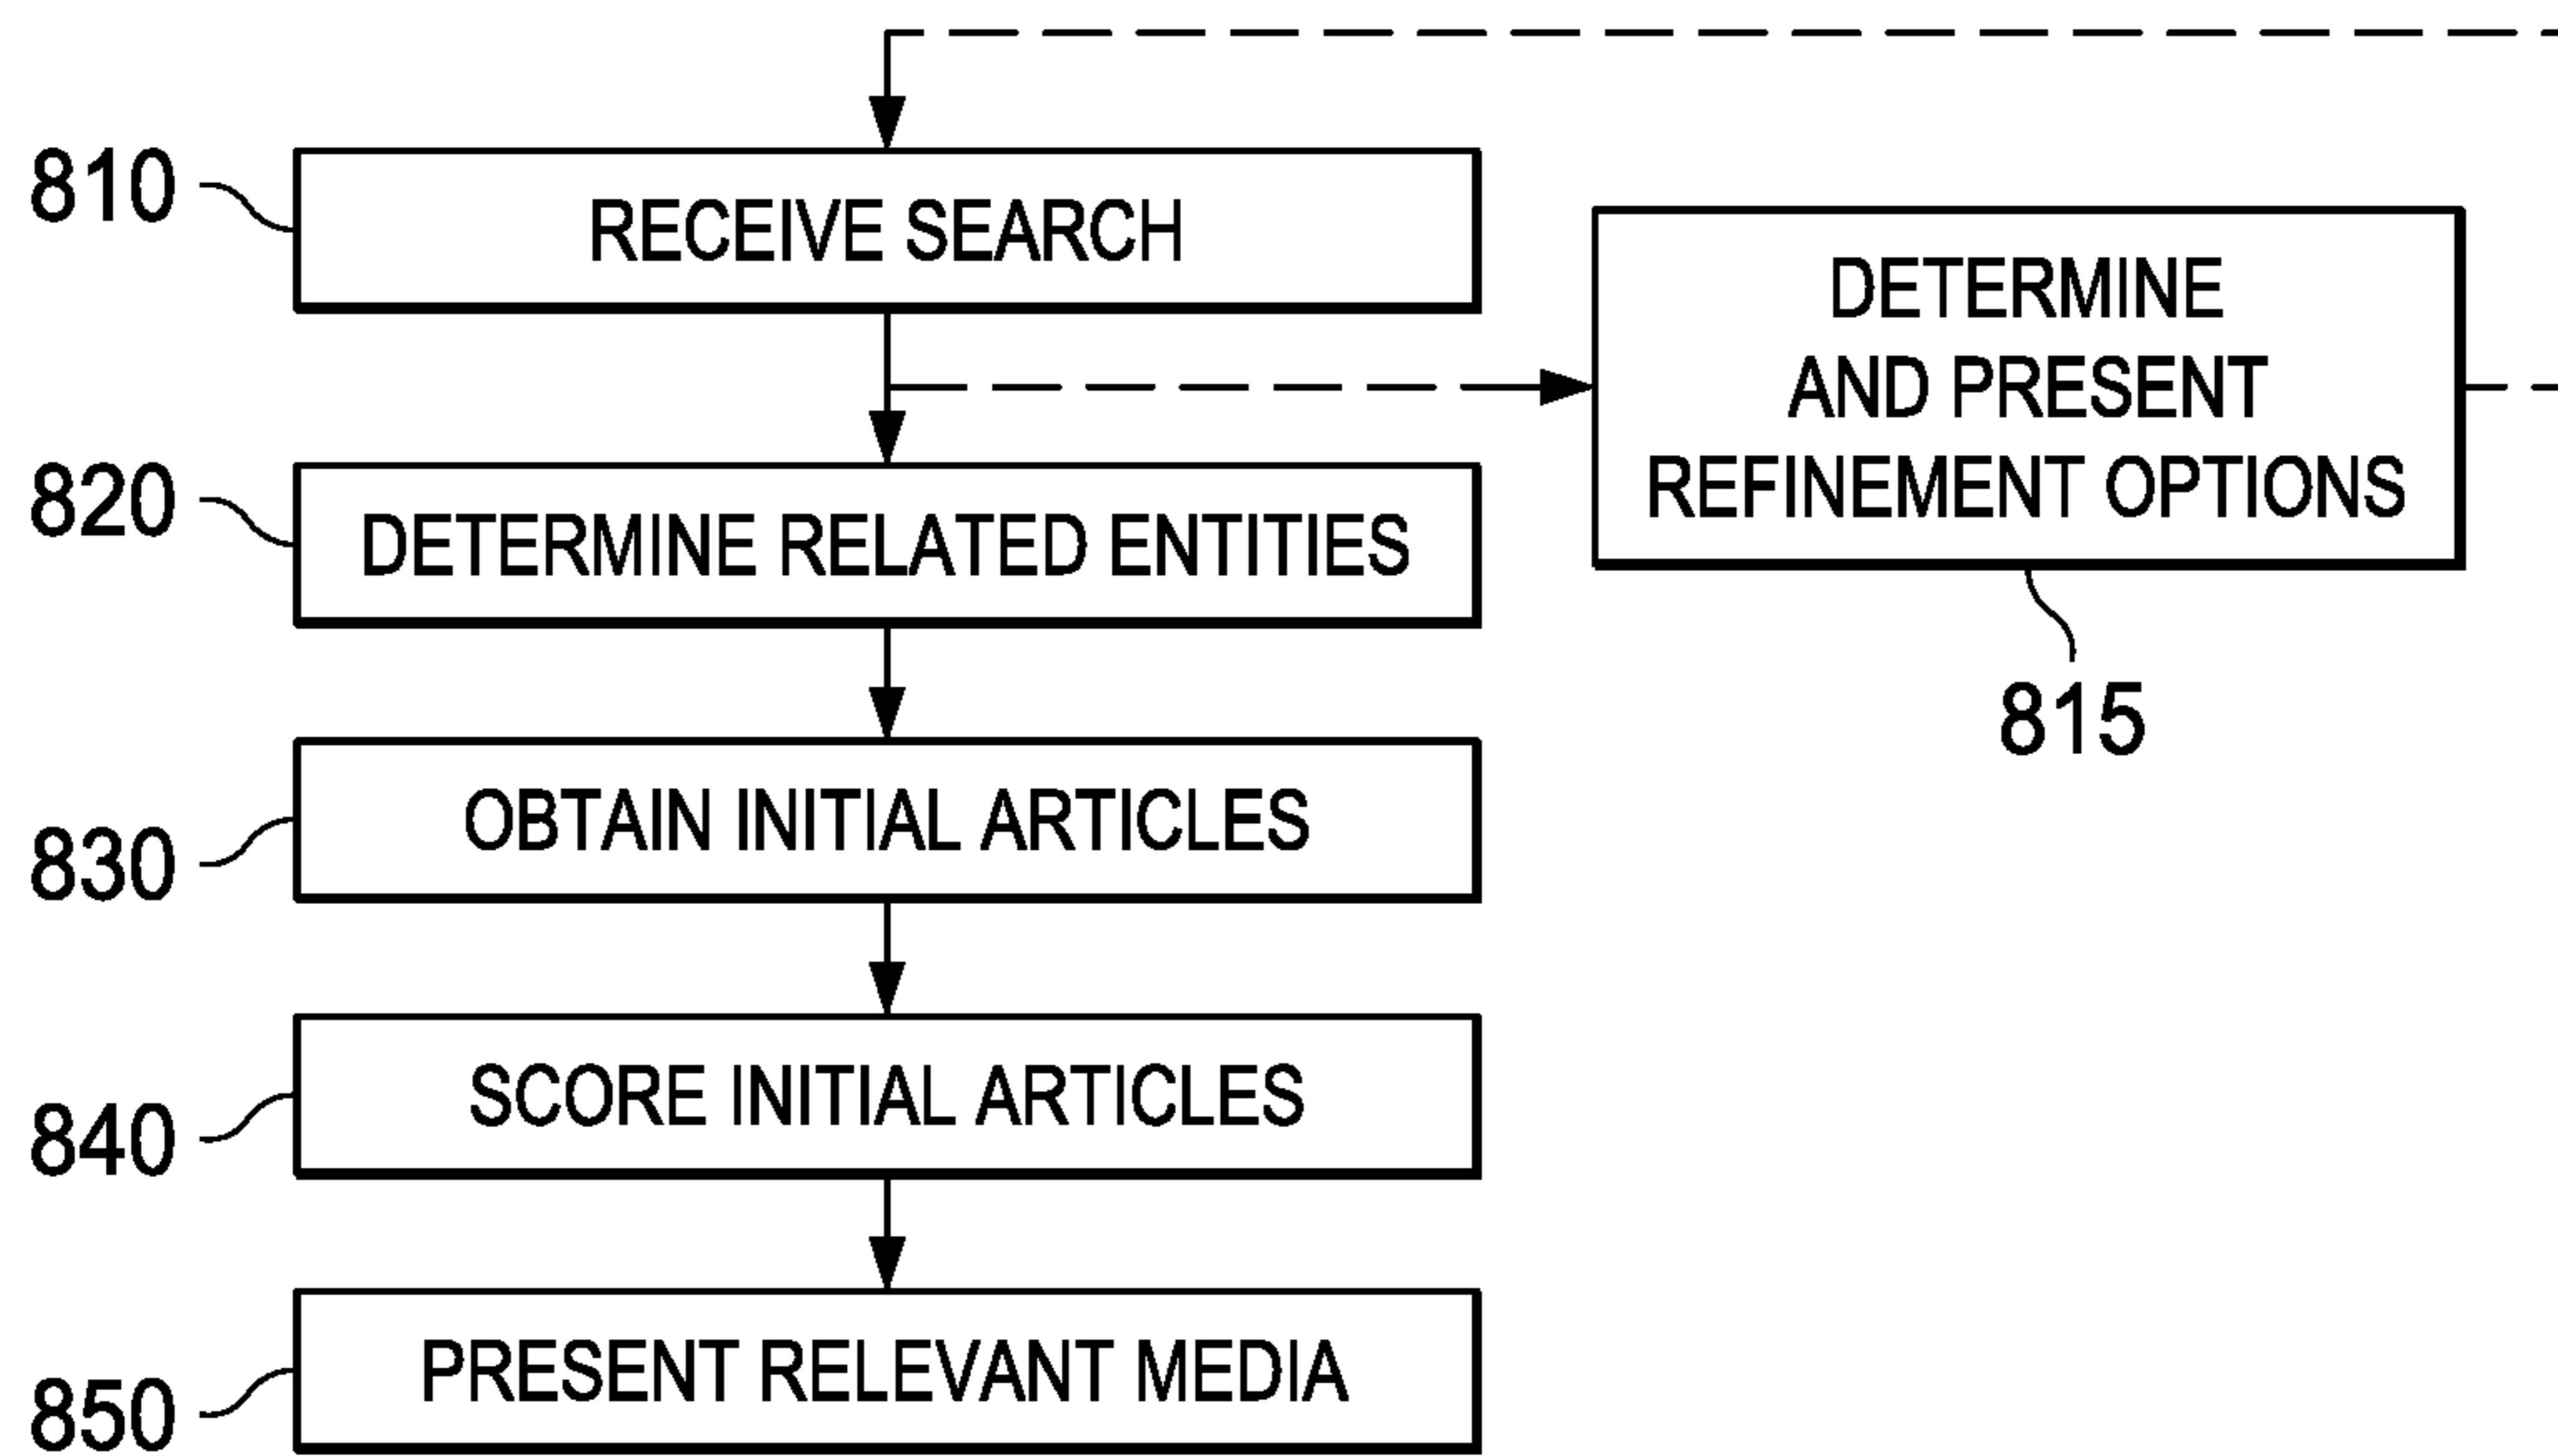 810
RECEIVE SEARCH
DETERMINE
AND PRESENT
REFINEMENT OPTIONS
815
820
DETERMINE RELATED ENTITIES
830
OBTAIN INITIAL ARTICLES
840
SCORE INITIAL ARTICLES
850
PRESENT RELEVANT MEDIA